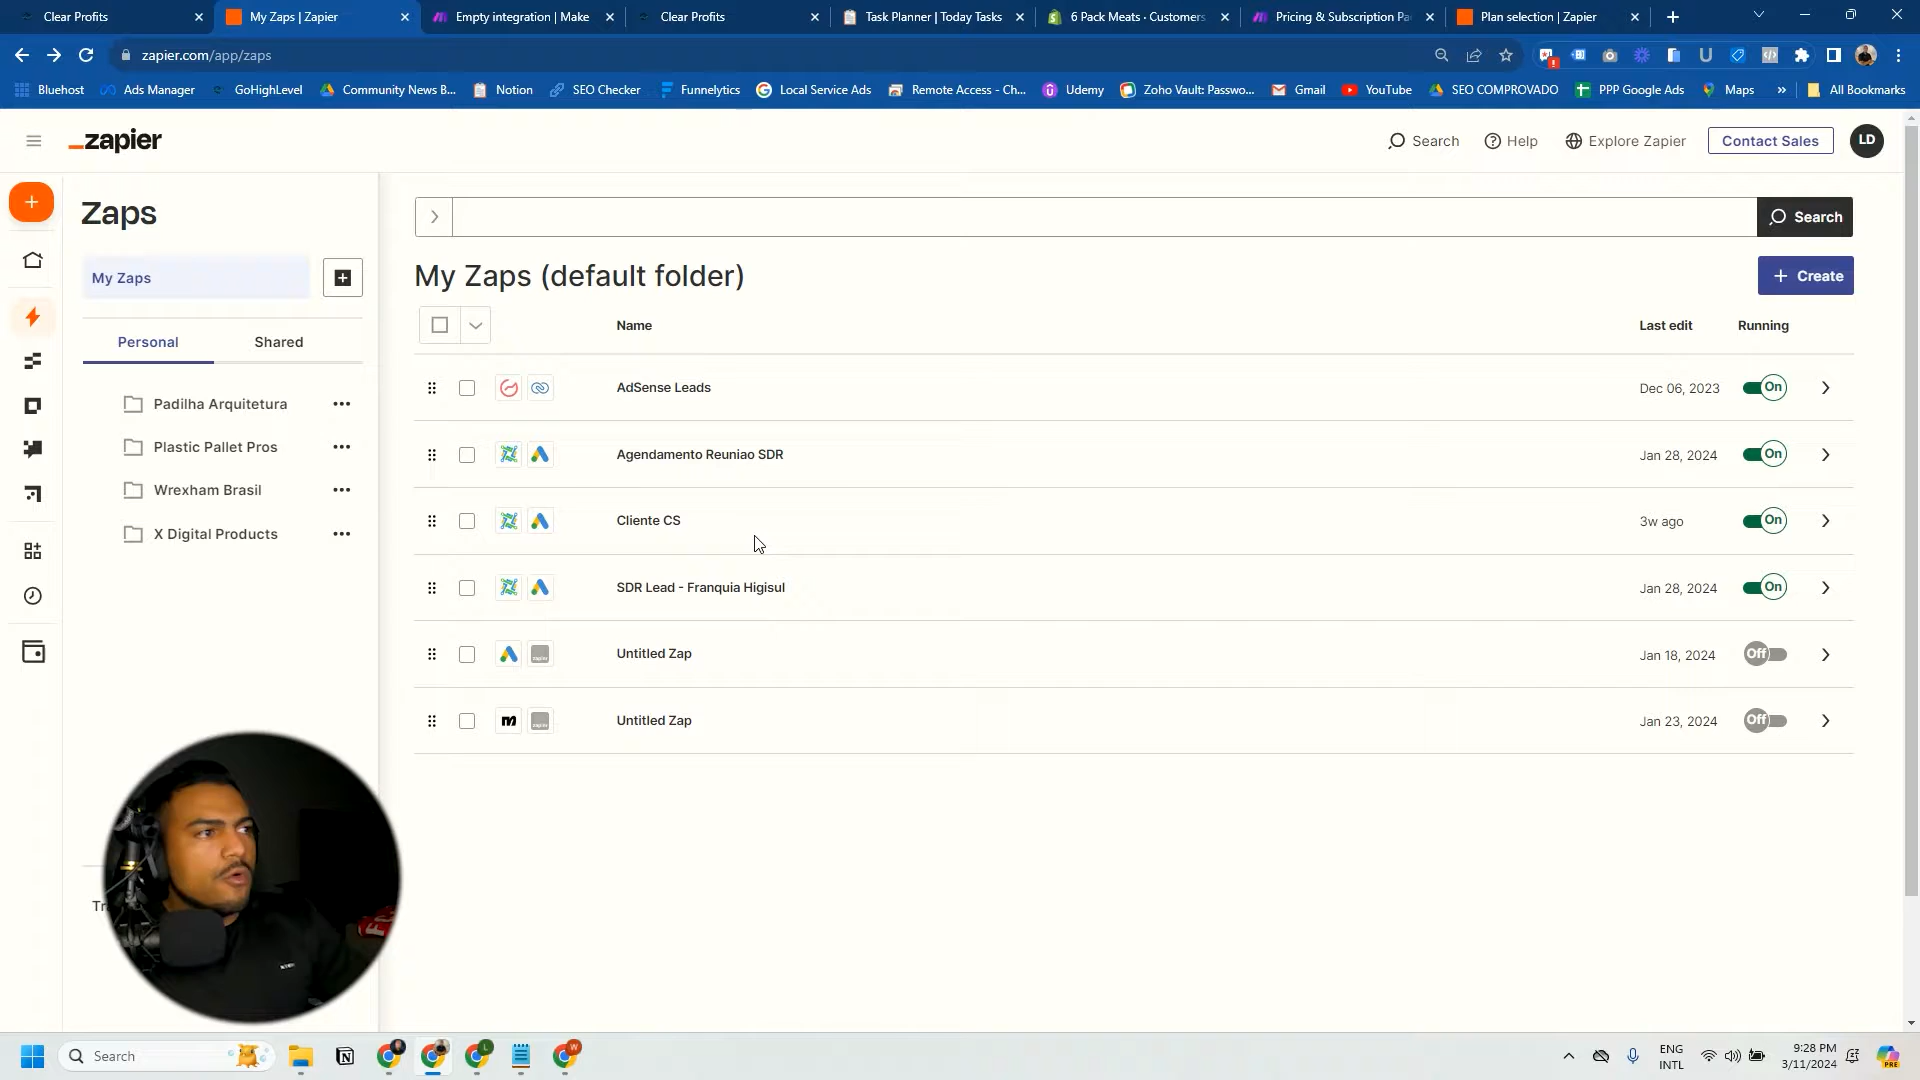 Clear Profits
My Zaps | Zapier
Empty integration | Make
Clear Profits
Task Planner | Today Tasks
6 Pack Meats · Customers
Pricing & Subscription Pa
Plan selection | Zapier
zapier.com/app/zaps
Bluehost
Ads Manager
GoHighLevel
Community News B...
Notion
SEO Checker
Funnelytics
Local Service Ads
Remote Access - Ch...
Udemy
Zoho Vault: Passwo...
Gmail
YouTube
SEO COMPROVADO
PPP Google Ads
Maps
»
All Bookmarks
zapier
Search
Help
Explore Zapier
Contact Sales
LD
Zaps
My Zaps
Personal
Shared
Padilha Arquitetura
Plastic Pallet Pros
Wrexham Brasil
X Digital Products
Search
My Zaps (default folder)
+ Create
Name
Last edit
Running
AdSense Leads
Dec 06, 2023
On
Agendamento Reuniao SDR
Jan 28, 2024
On
Cliente CS
3w ago
On
SDR Lead - Franquia Higisul
Jan 28, 2024
On
Untitled Zap
Jan 18, 2024
Off
Untitled Zap
Jan 23, 2024
Off
Search
ENG
INTL
9:28 PM
3/11/2024
PRE